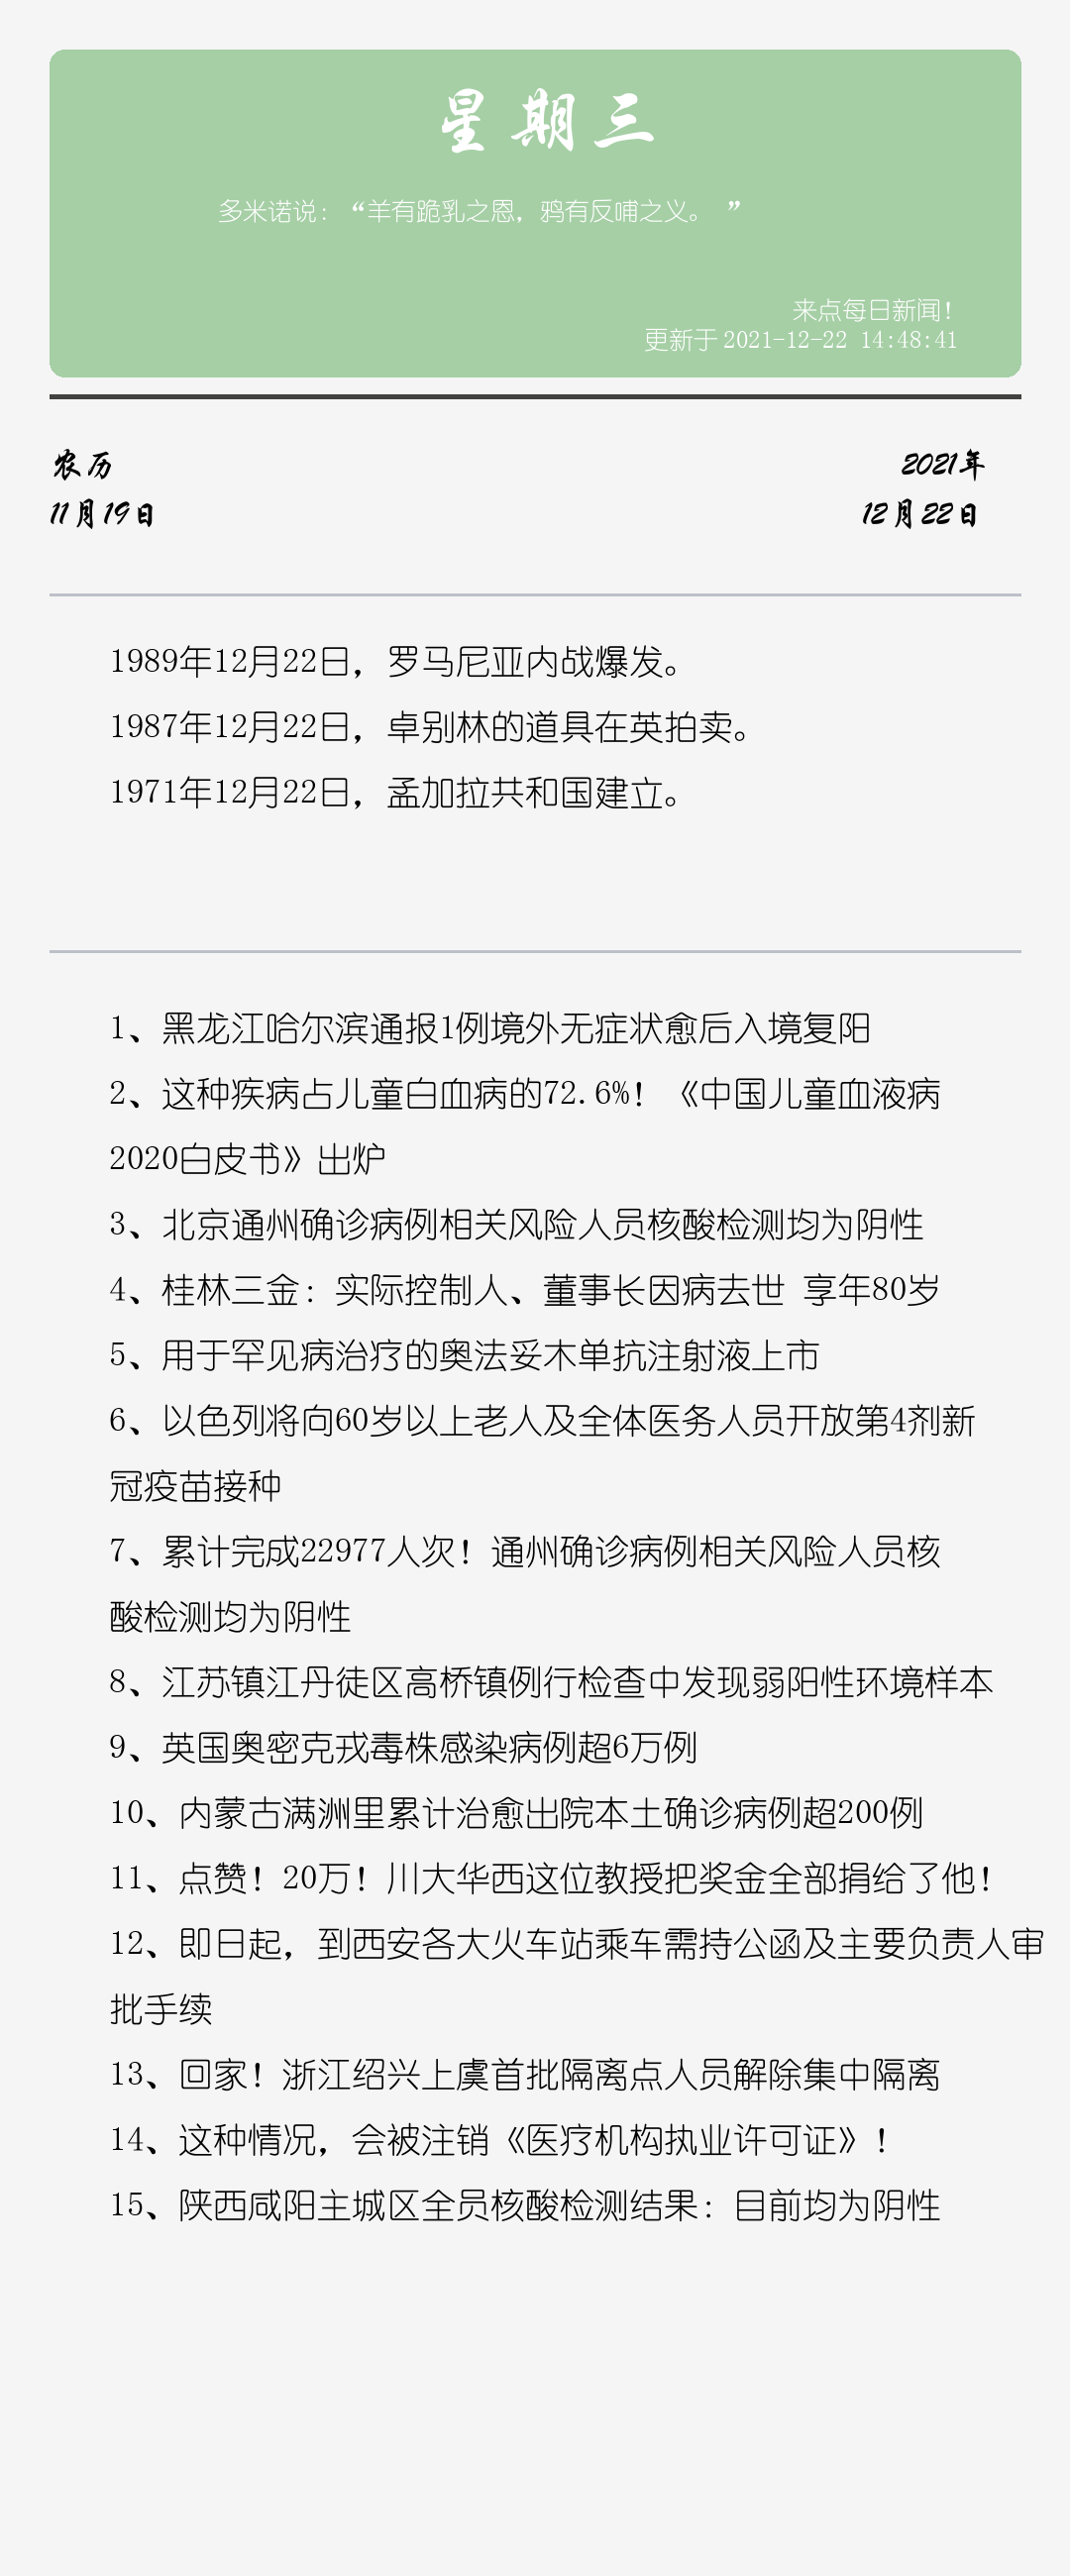 星期三
多米诺说：“羊有跪乳之恩，鸦有反哺之义。 ”
来点每日新闻！
更新于2021-12-22 14:48:41
农历
2021年
11月19日
12月22日
1989年12月22日，罗马尼亚内战爆发。
1987年12月22日，卓别林的道具在英拍卖。
1971年12月22日，孟加拉共和国建立。
1、黑龙江哈尔滨通报1例境外无症状愈后入境复阳
2、这种疾病占儿童白血病的72.6%！《中国儿童血液病
2020白皮书》出炉
3、北京通州确诊病例相关风险人员核酸检测均为阴性
4、桂林三金：实际控制人、董事长因病去世 享年80岁
5、用于罕见病治疗的奥法妥木单抗注射液上市
6、以色列将向60岁以上老人及全体医务人员开放第4剂新
冠疫苗接种
7、累计完成22977人次！通州确诊病例相关风险人员核
酸检测均为阴性
8、江苏镇江丹徒区高桥镇例行检查中发现弱阳性环境样本
9、英国奥密克戎毒株感染病例超6万例
10、内蒙古满洲里累计治愈出院本土确诊病例超200例
11、点赞！20万！川大华西这位教授把奖金全部捐给了他！
12、即日起，到西安各大火车站乘车需持公函及主要负责人审
批手续
13、回家！浙江绍兴上虞首批隔离点人员解除集中隔离
14、这种情况，会被注销《医疗机构执业许可证》！
15、陕西咸阳主城区全员核酸检测结果：目前均为阴性